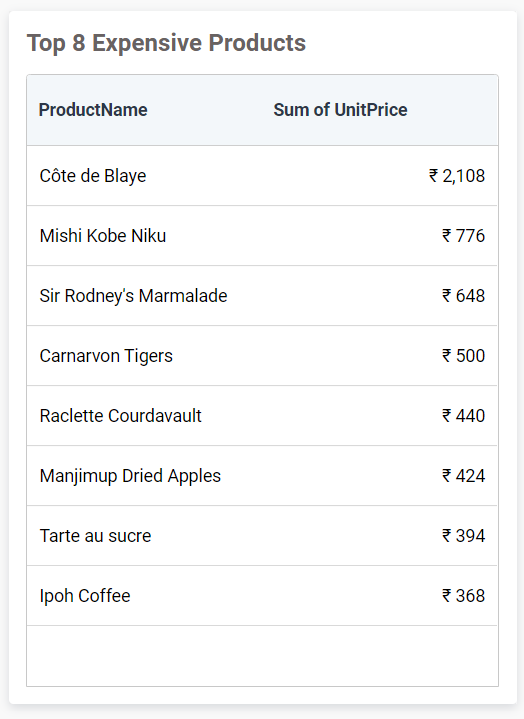 Top 8 Expensive Products
ProductName Sum of UnitPrice
Côte de Blaye ₹ 2,108
Mishi Kobe Niku ₹ 776
Sir Rodney's Marmalade ₹ 648
Carnarvon Tigers ₹ 500
Raclette Courdavault ₹ 440
Manjimup Dried Apples ₹ 424
Tarte au sucre ₹ 394
Ipoh Coffee ₹ 368